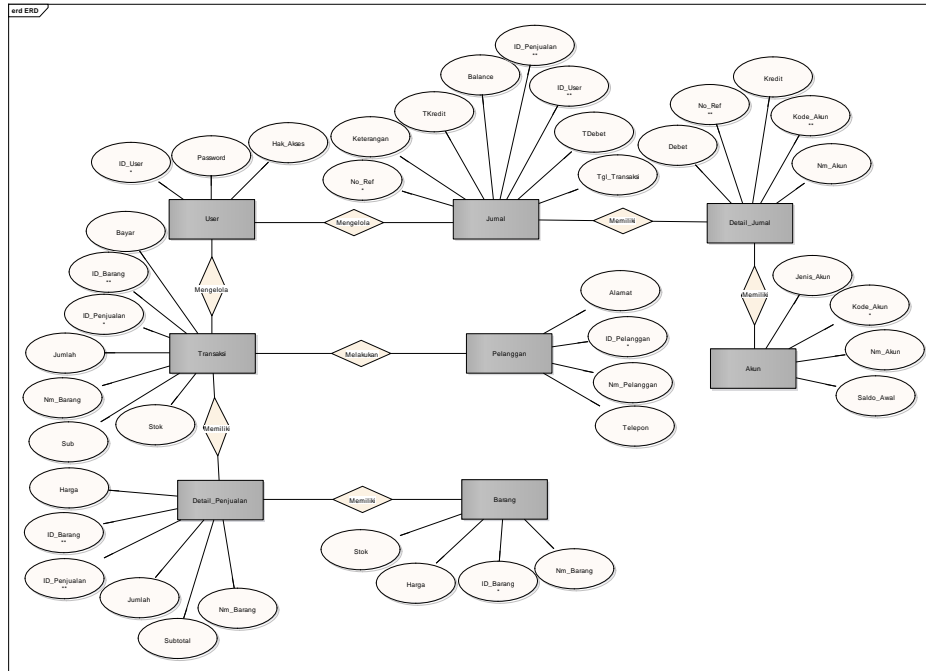 erd ERD
ID_Penjualan
**
Balance
ID_User
**
TKredit
TDebet
Keterangan
Tgl_Transaksi
No_Ref
*
Jurnal
Kredit
No_Ref
**
Kode_Akun
**
Debet
Nm_Akun
Detail_Jurnal
ID_User
*
Password
Hak_Akses
User
Mengelola
Memiliki
Mengelola
Memiliki
Bayar
ID_Barang
**
ID_Penjualan
*
Jumlah
Nm_Barang
Sub
Stok
Transaksi
Melakukan
Pelanggan
Alamat
ID_Pelanggan
*
Nm_Pelanggan
Telepon
Jenis_Akun
Kode_Akun
*
Nm_Akun
Saldo_Awal
Akun
Memiliki
Detail_Penjualan
Memiliki
Barang
Harga
ID_Barang
**
ID_Penjualan
**
Jumlah
Subtotal
Nm_Barang
Stok
Harga
ID_Barang
*
Nm_Barang